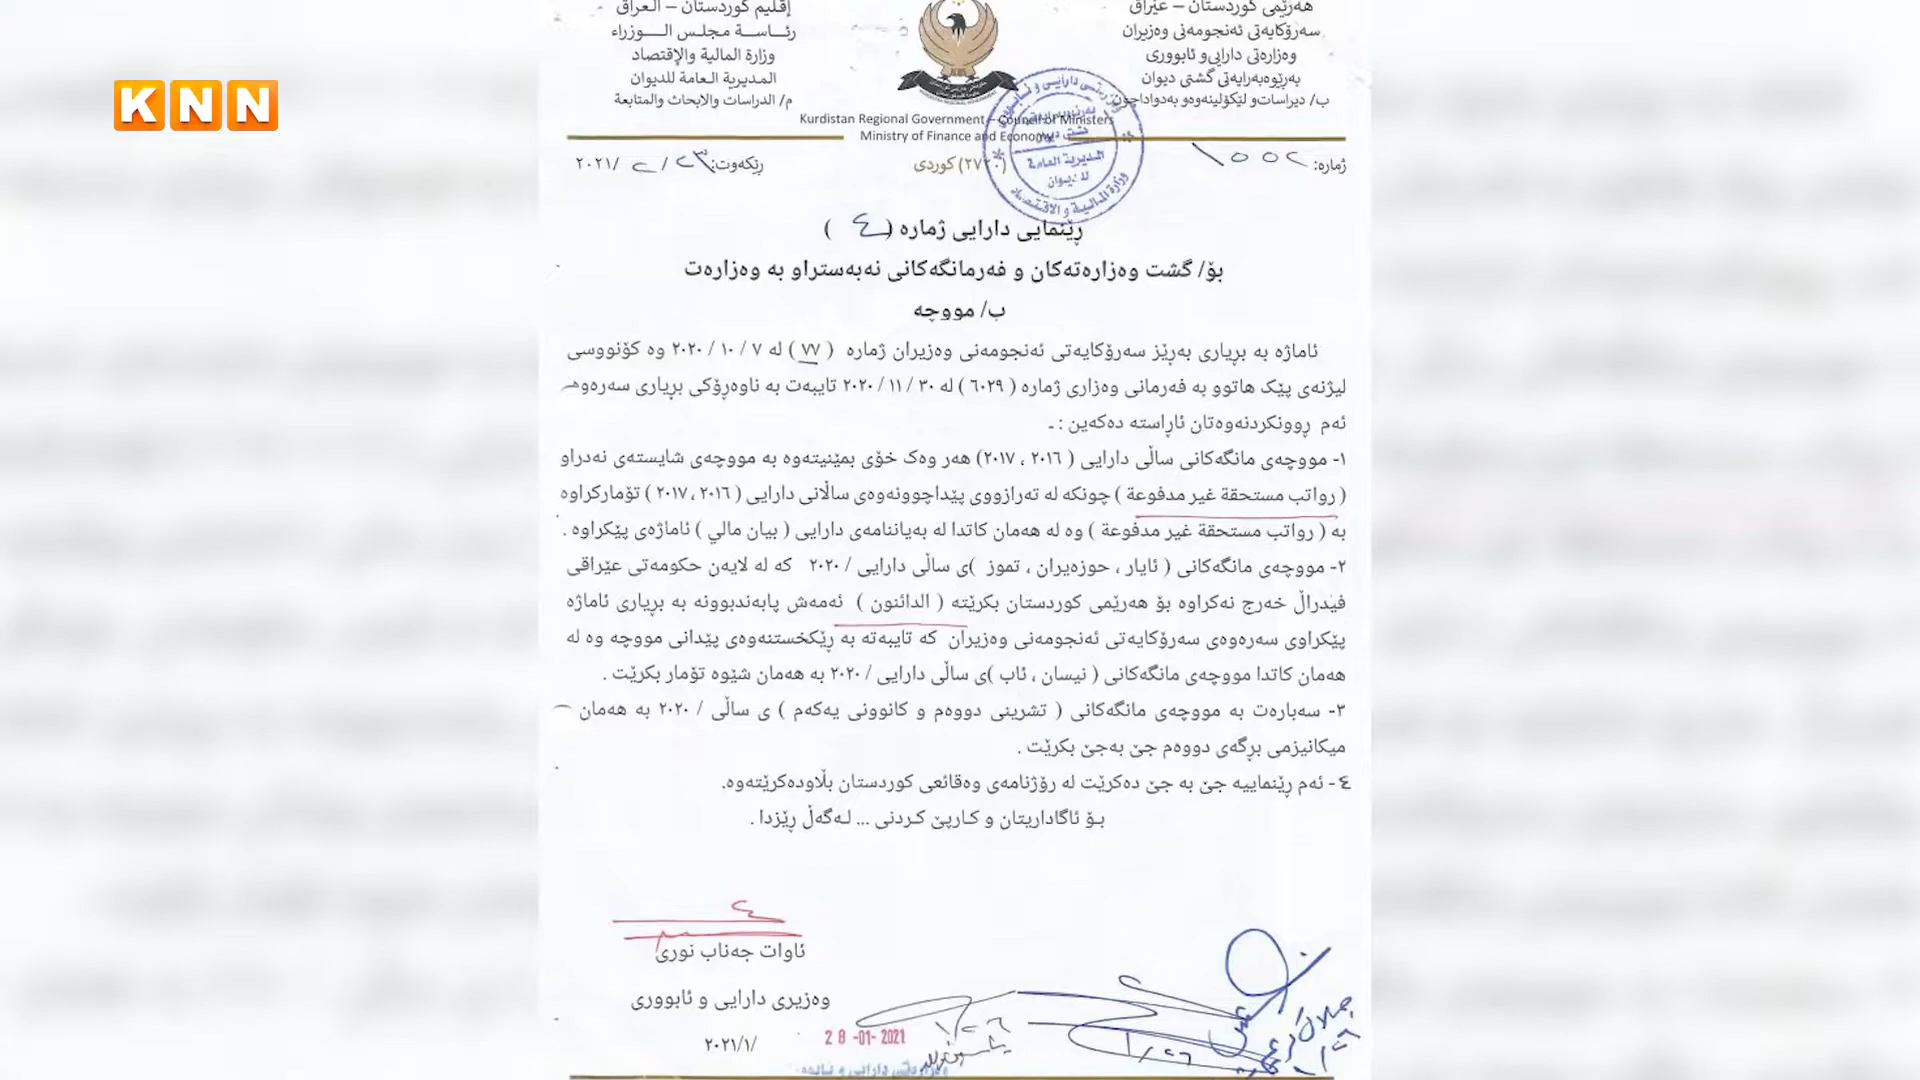 KNN
هەرێمی کوردستان – عێراق
سەرۆکایەتی ئەنجومەنی وەزیران
وەزارەتی دارایی و ئابووری
بەڕێوەبەرایەتی گشتی دیوان
ب/ دیراسات و لێکۆلینەوەو بەدواداچوون
إقليم كوردستان – العراق
رئاسة مجلس الوزراء
وزارة المالية والإقتصاد
المديرية العامة للديوان
م/ الدراسات والابحاث والمتابعة
Kurdistan Regional Government – Council of Ministers
Ministry of Finance and Economy
ژمارە: ١٥٥٢
(٢٧٢٠) کوردی
ڕێکەوت: ٢٣/ ٢ /٢٠٢١
ڕێنمایی دارایی ژمارە ( ٤ )
بۆ/ گشت وەزارەتەکان و فەرمانگەکانی نەبەستراو بە وەزارەت
ب/ مووچە
ئاماژە بە بڕیاری بەڕێز سەرۆکایەتی ئەنجومەنی وەزیران ژمارە ( ٧٧ ) لە ٧ / ١٠ / ٢٠٢٠ وە کۆنووسی
لیژنەی پێک هاتوو بە فەرمانی وەزاری ژمارە ( ٦٠٢٩ ) لە ٣٠ / ١١ / ٢٠٢٠ تایبەت بە ناوەڕۆکی بڕیاری سەرەوە
ئەم ڕوونکردنەوەتان ئاڕاستە دەکەین : ـ
١- مووچەی مانگەکانی ساڵی دارایی ( ٢٠١٦ ، ٢٠١٧) هەر وەک خۆی بمێنیتەوە بە مووچەی شایستەی نەدراو
( رواتب مستحقة غير مدفوعة ) چونکە لە تەرازووی پێداچوونەوەی ساڵانی دارایی ( ٢٠١٦ ، ٢٠١٧ ) تۆمارکراوە
بە ( رواتب مستحقة غير مدفوعة ) وە لە هەمان کاتدا لە بەیاننامەی دارایی ( بيان مالي ) ئاماژەی پێکراوە .
٢- مووچەی مانگەکانی ( ئایار ، حوزەیران ، تموز )ی ساڵی دارایی / ٢٠٢٠ کە لە لایەن حکومەتی عێراقی
فیدراڵ خەرج نەکراوە بۆ هەرێمی کوردستان بکرێتە ( الدائنون ) ئەمەش پابەندبوونە بە بڕیاری ئاماژە
پێکراوی سەرەوەی سەرۆکایەتی ئەنجومەنی وەزیران کە تایبەتە بە ڕێکخستنەوەی پێدانی مووچە وە لە
هەمان کاتدا مووچەی مانگەکانی ( نیسان ، ئاب )ی ساڵی دارایی / ٢٠٢٠ بە هەمان شێوە تۆمار بکرێت .
٣- سەبارەت بە مووچەی مانگەکانی ( تشرینی دووەم و کانوونی یەکەم ) ی ساڵی / ٢٠٢٠ بە هەمان
میکانیزمی بڕگەی دووەم جێ بەجێ بکرێت .
٤- ئەم ڕێنماییە جێ بە جێ دەکرێت لە رۆژنامەی وەقائعی کوردستان بڵاودەکرێتەوە.
بۆ ئاگاداریتان و کارپێ کردنی ... لەگەڵ ڕێزدا .
ئاوات جەناب نوری
وەزیری دارایی و ئابووری
/٢٠٢١/١
28-01-2021